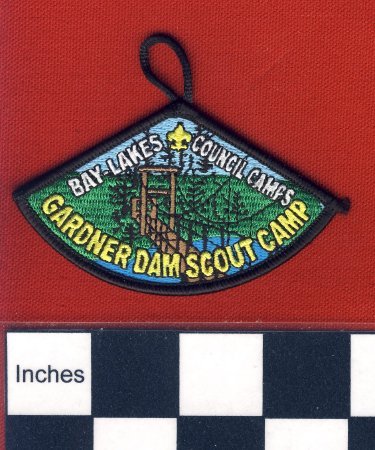 BAY-LAKES COUNCIL CAMPS
GARDNER DAM SCOUT CAMP
Inches